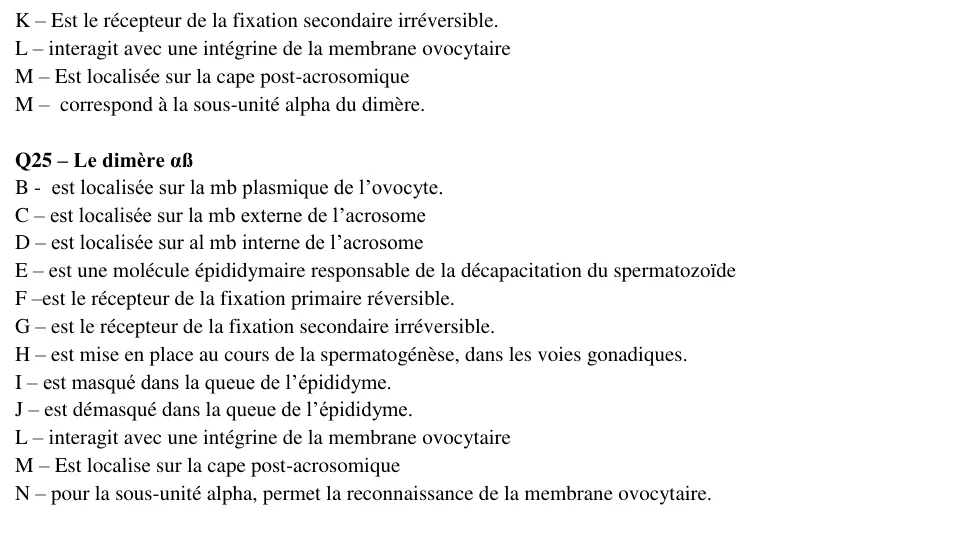 K – Est le récepteur de la fixation secondaire irréversible.
L – interagit avec une intégrine de la membrane ovocytaire
M – Est localisée sur la cape post-acrosomique
M –  correspond à la sous-unité alpha du dimère.
Q25 – Le dimère αß
B -  est localisée sur la mb plasmique de l’ovocyte.
C – est localisée sur la mb externe de l’acrosome
D – est localisée sur al mb interne de l’acrosome
E – est une molécule épididymaire responsable de la décapacitation du spermatozoïde
F –est le récepteur de la fixation primaire réversible.
G – est le récepteur de la fixation secondaire irréversible.
H – est mise en place au cours de la spermatogénèse, dans les voies gonadiques.
I – est masqué dans la queue de l’épididyme.
J – est démasqué dans la queue de l’épididyme.
L – interagit avec une intégrine de la membrane ovocytaire
M – Est localise sur la cape post-acrosomique
N – pour la sous-unité alpha, permet la reconnaissance de la membrane ovocytaire.